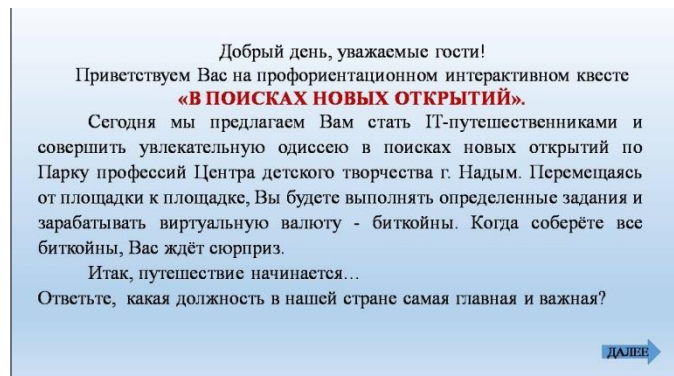 Добрый день, уважаемые гости!
Приветствуем Вас на профориентационном интерактивном квесте
«В ПОИСКАХ НОВЫХ ОТКРЫТИЙ».
Сегодня мы предлагаем Вам стать IT-путешественниками и
совершить увлекательную одиссею в поисках новых открытий по
Парку профессий Центра детского творчества г. Надым. Перемещаясь
от площадки к площадке, Вы будете выполнять определенные задания и
зарабатывать виртуальную валюту - биткойны. Когда соберёте все
биткойны, Вас ждёт сюрприз.
Итак, путешествие начинается…
Ответьте, какая должность в нашей стране самая главная и важная?
ДАЛЕЕ